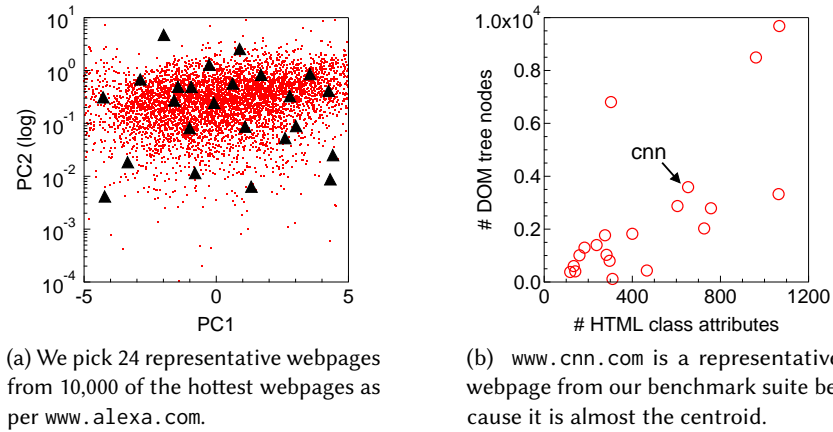 10¹
10⁰
10⁻¹
10⁻²
10⁻³
10⁻⁴
PC2 (log)
-5
0
5
PC1
1.0x10⁴
0.8
0.6
0.4
0.2
0.0
# DOM tree nodes
cnn
0
400
800
1200
# HTML class attributes
(a) We pick 24 representative webpages
from 10,000 of the hottest webpages as
per www.alexa.com.
(b) www.cnn.com is a representative
webpage from our benchmark suite be
cause it is almost the centroid.